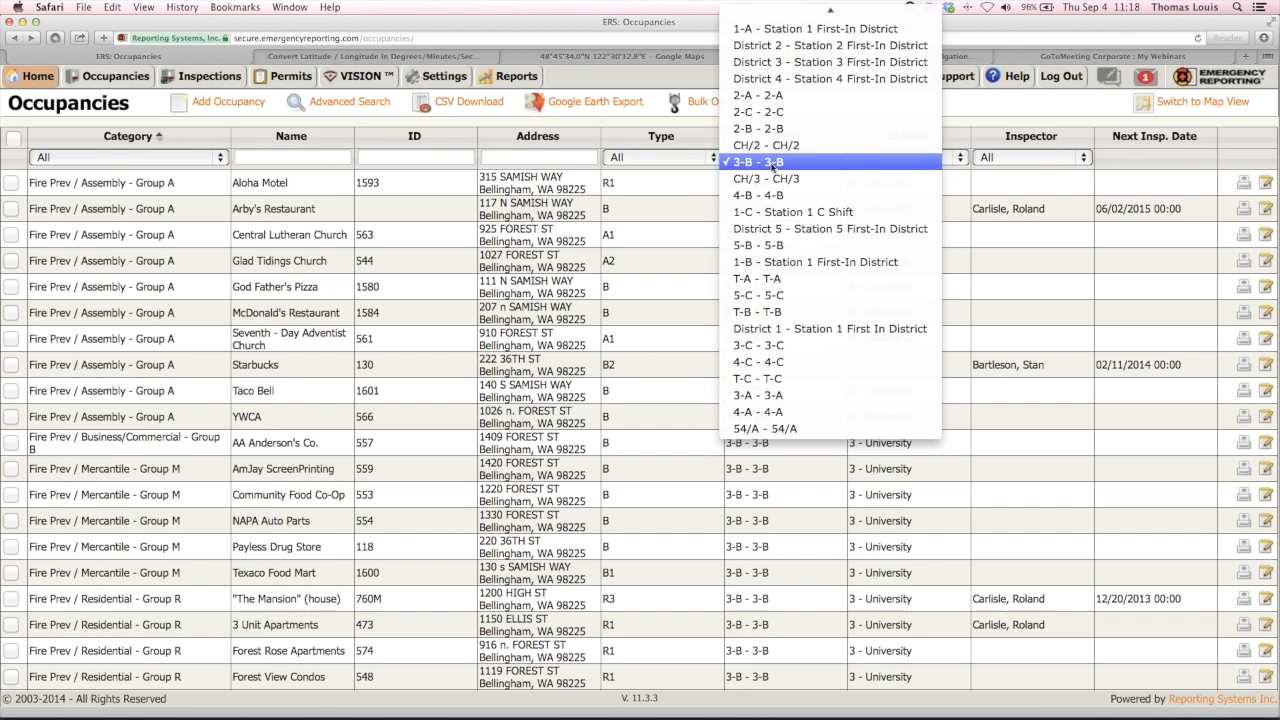 Safari File Edit View History Bookmarks Window Help 96% Thu Sep 4 11:18 Thomas Louis
ERS: Occupancies
Reporting Systems, Inc. secure.emergencyreporting.com/occupancies/ Reader
ERS: Occupancies Convert Latitude / Longitude in Degrees/Minutes/Sec... 48°45'34.0"N 122°30'12.8"E - Google Maps GoToMeeting Corporate : My Webinars
Home Occupancies Inspections Permits VISION™ Settings Reports Help Log Out 1 EMERGENCY REPORTING
Occupancies Add Occupancy Advanced Search CSV Download Google Earth Export Switch to Map View
Category Name ID Address Type Inspector Next Insp. Date
All All All
1-A - Station 1 First-In District
District 2 - Station 2 First-In District
District 3 - Station 3 First-In District
District 4 - Station 4 First-In District
2-A - 2-A
2-C - 2-C
2-B - 2-B
CH/2 - CH/2
✓ 3-B - 3-B
CH/3 - CH/3
4-B - 4-B
1-C - Station 1 C Shift
District 5 - Station 5 First-In District
5-B - 5-B
1-B - Station 1 First-In District
T-A - T-A
5-C - 5-C
T-B - T-B
District 1 - Station 1 First In District
3-C - 3-C
4-C - 4-C
T-C - T-C
3-A - 3-A
4-A - 4-A
54/A - 54/A
Fire Prev / Assembly - Group A Aloha Motel 1593 315 SAMISH WAY R1
Bellingham, WA 98225
Fire Prev / Assembly - Group A Arby's Restaurant 117 N SAMISH WAY B Carlisle, Roland 06/02/2015 00:00
Bellingham, WA 98225
Fire Prev / Assembly - Group A Central Lutheran Church 563 925 FOREST ST A1
Bellingham, WA 98225
Fire Prev / Assembly - Group A Glad Tidings Church 544 1027 FOREST ST A2
Bellingham, WA 98225
Fire Prev / Assembly - Group A God Father's Pizza 1580 111 N SAMISH WAY B
Bellingham, WA 98225
Fire Prev / Assembly - Group A McDonald's Restaurant 1584 207 n SAMISH WAY B
Bellingham, WA 98225
Fire Prev / Assembly - Group A Seventh - Day Adventist 561 910 FOREST ST A1
Church Bellingham, WA 98225
Fire Prev / Assembly - Group A Starbucks 130 222 36TH ST B2 Bartleson, Stan 02/11/2014 00:00
Bellingham, WA 98225
Fire Prev / Assembly - Group A Taco Bell 1601 140 S SAMISH WAY B
Bellingham, WA 98225
Fire Prev / Assembly - Group A YWCA 566 1026 n. FOREST ST B
Bellingham, WA 98225
Fire Prev / Business/Commercial - Group AA Anderson's Co. 557 1409 FOREST ST B 3-B - 3-B 3 - University
B Bellingham, WA 98225
Fire Prev / Mercantile - Group M AmJay ScreenPrinting 559 1420 FOREST ST B 3-B - 3-B 3 - University
Bellingham, WA 98225
Fire Prev / Mercantile - Group M Community Food Co-Op 553 1220 FOREST ST B 3-B - 3-B 3 - University
Bellingham, WA 98225
Fire Prev / Mercantile - Group M NAPA Auto Parts 554 1330 FOREST ST B 3-B - 3-B 3 - University
Bellingham, WA 98225
Fire Prev / Mercantile - Group M Payless Drug Store 118 220 36TH ST B 3-B - 3-B 3 - University
Bellingham, WA 98225
Fire Prev / Mercantile - Group M Texaco Food Mart 1600 130 s SAMISH WAY B1 3-B - 3-B 3 - University
Bellingham, WA 98225
Fire Prev / Residential - Group R "The Mansion" (house) 760M 1200 HIGH ST R3 3-B - 3-B 3 - University Carlisle, Roland 12/20/2013 00:00
Bellingham, WA 98225
Fire Prev / Residential - Group R 3 Unit Apartments 473 1150 ELLIS ST R1 3-B - 3-B 3 - University Carlisle, Roland
Bellingham, WA 98225
Fire Prev / Residential - Group R Forest Rose Apartments 574 916 n. FOREST ST R1 3-B - 3-B 3 - University
Bellingham, WA 98225
Fire Prev / Residential - Group R Forest View Condos 548 1119 FOREST ST R1 3-B - 3-B 3 - University
Bellingham, WA 98225
© 2003-2014 - All Rights Reserved V. 11.3.3 Powered by Reporting Systems Inc.